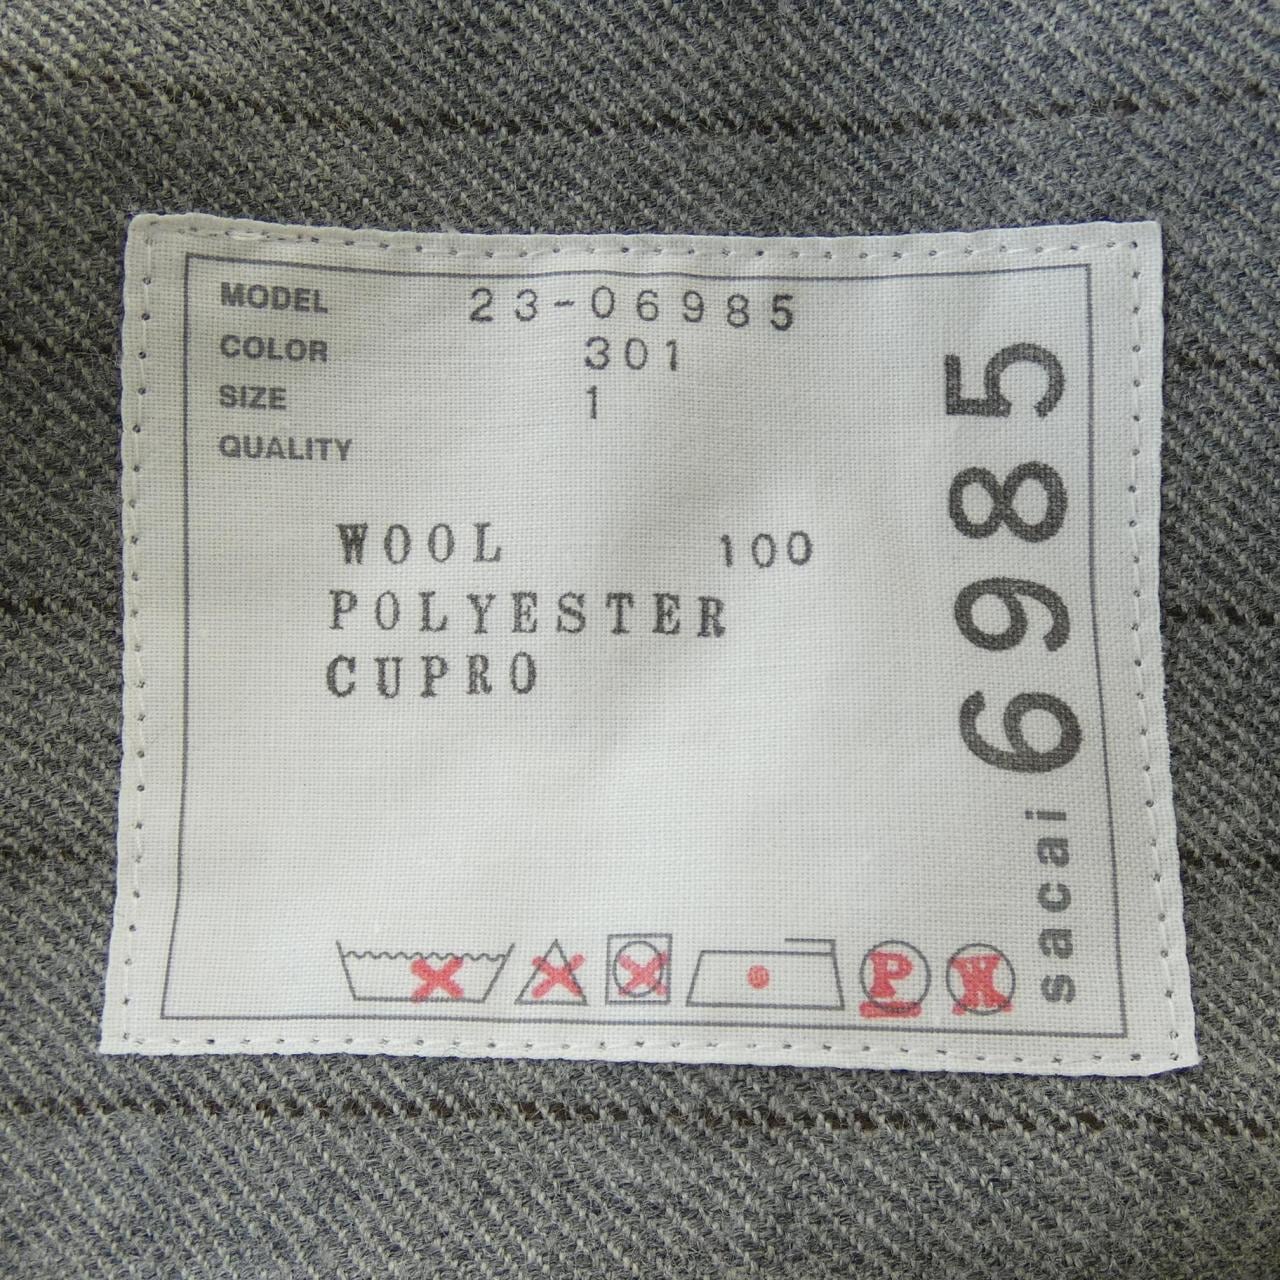 MODEL 23-06985
COLOR 301
SIZE 1
QUALITY
WOOL 100
POLYESTER
CUPRO
P W
sacai 6985